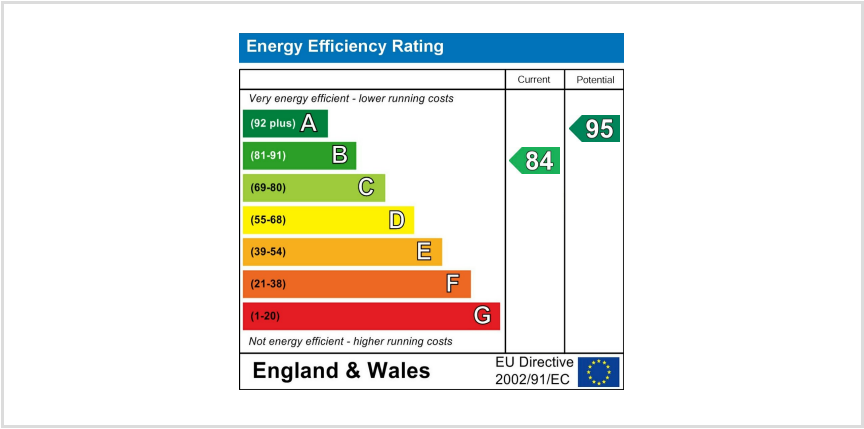 Energy Efficiency Rating
Current Potential
Very energy efficient - lower running costs
(92 plus) A
95
(81-91) B
84
(69-80) C
(55-68) D
(39-54) E
(21-38) F
(1-20) G
Not energy efficient - higher running costs
England & Wales
EU Directive
2002/91/EC